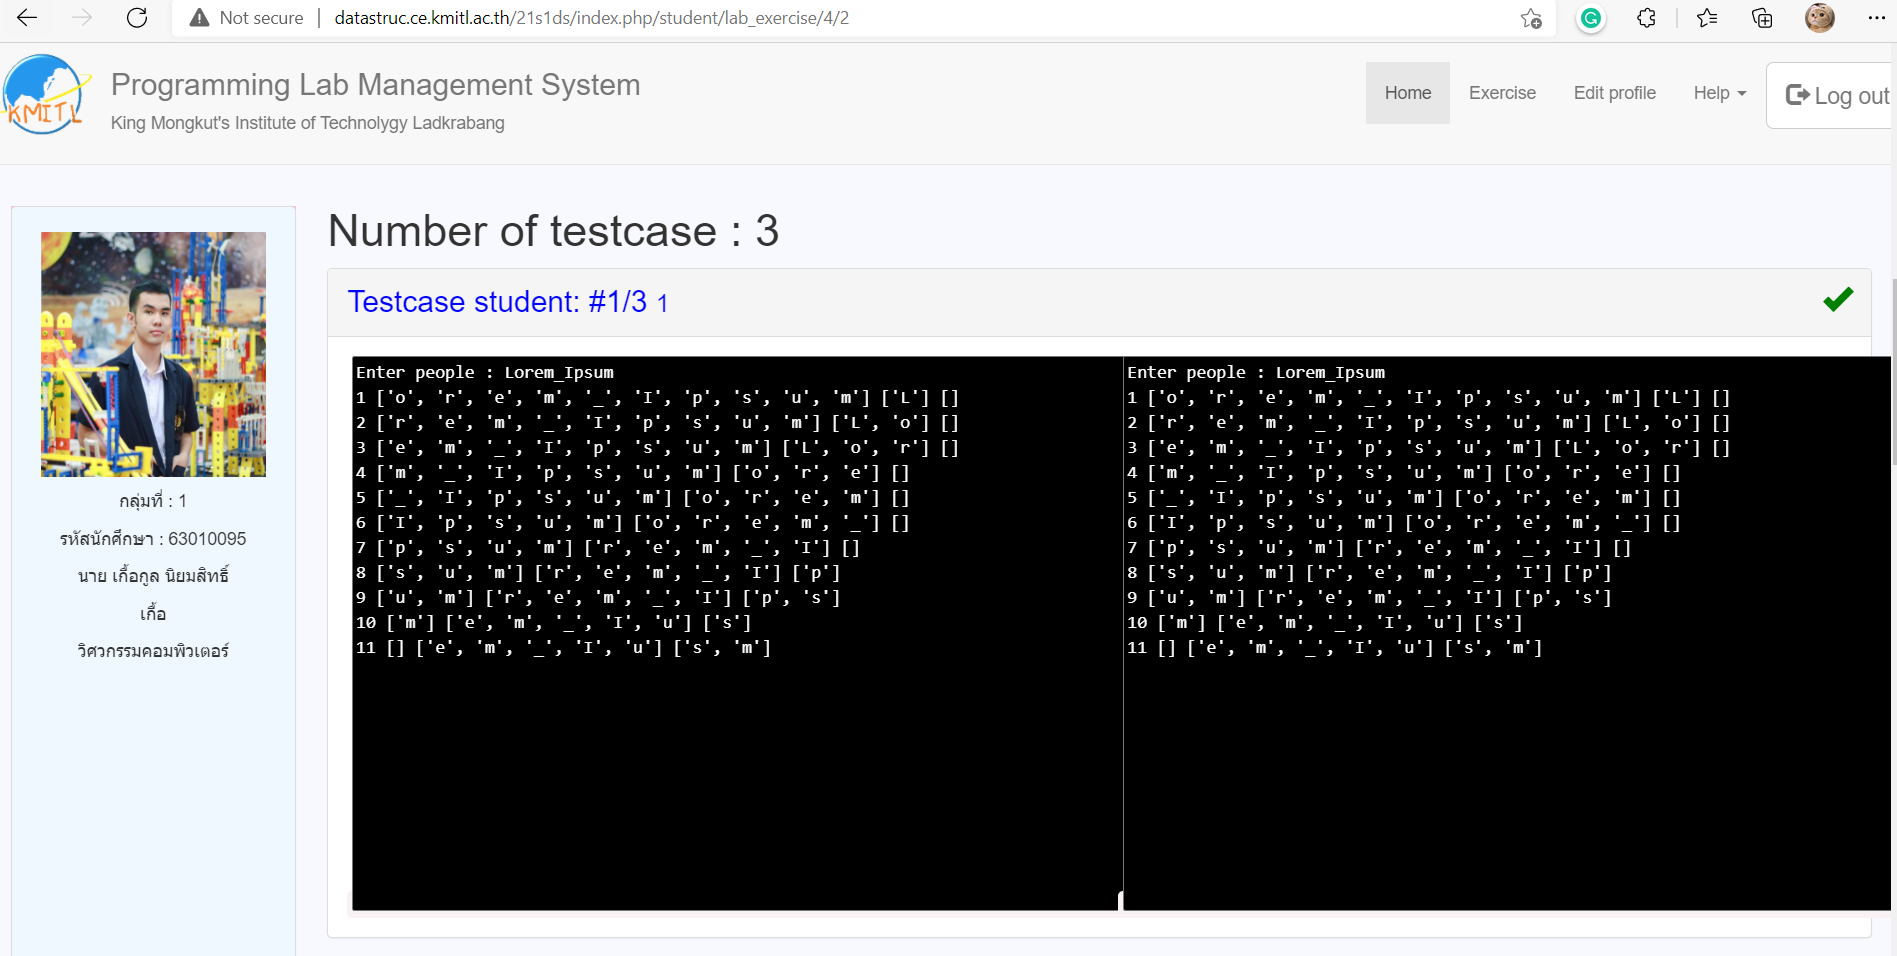 Not secure | datastruc.ce.kmitl.ac.th/21s1ds/index.php/student/lab_exercise/4/2
KMITL
Programming Lab Management System
King Mongkut's Institute of Technolygy Ladkrabang
Home Exercise Edit profile Help Log out
กลุ่มที่ : 1
รหัสนักศึกษา : 63010095
นาย เกื้อกูล นิยมสิทธิ์
เกื้อ
วิศวกรรมคอมพิวเตอร์
Number of testcase : 3
Testcase student: #1/3 1
Enter people : Lorem_Ipsum
1 ['o', 'r', 'e', 'm', '_', 'I', 'p', 's', 'u', 'm'] ['L'] []
2 ['r', 'e', 'm', '_', 'I', 'p', 's', 'u', 'm'] ['L', 'o'] []
3 ['e', 'm', '_', 'I', 'p', 's', 'u', 'm'] ['L', 'o', 'r'] []
4 ['m', '_', 'I', 'p', 's', 'u', 'm'] ['o', 'r', 'e'] []
5 ['_', 'I', 'p', 's', 'u', 'm'] ['o', 'r', 'e', 'm'] []
6 ['I', 'p', 's', 'u', 'm'] ['o', 'r', 'e', 'm', '_'] []
7 ['p', 's', 'u', 'm'] ['r', 'e', 'm', '_', 'I'] []
8 ['s', 'u', 'm'] ['r', 'e', 'm', '_', 'I'] ['p']
9 ['u', 'm'] ['r', 'e', 'm', '_', 'I'] ['p', 's']
10 ['m'] ['e', 'm', '_', 'I', 'u'] ['s']
11 [] ['e', 'm', '_', 'I', 'u'] ['s', 'm']
Enter people : Lorem_Ipsum
1 ['o', 'r', 'e', 'm', '_', 'I', 'p', 's', 'u', 'm'] ['L'] []
2 ['r', 'e', 'm', '_', 'I', 'p', 's', 'u', 'm'] ['L', 'o'] []
3 ['e', 'm', '_', 'I', 'p', 's', 'u', 'm'] ['L', 'o', 'r'] []
4 ['m', '_', 'I', 'p', 's', 'u', 'm'] ['o', 'r', 'e'] []
5 ['_', 'I', 'p', 's', 'u', 'm'] ['o', 'r', 'e', 'm'] []
6 ['I', 'p', 's', 'u', 'm'] ['o', 'r', 'e', 'm', '_'] []
7 ['p', 's', 'u', 'm'] ['r', 'e', 'm', '_', 'I'] []
8 ['s', 'u', 'm'] ['r', 'e', 'm', '_', 'I'] ['p']
9 ['u', 'm'] ['r', 'e', 'm', '_', 'I'] ['p', 's']
10 ['m'] ['e', 'm', '_', 'I', 'u'] ['s']
11 [] ['e', 'm', '_', 'I', 'u'] ['s', 'm']